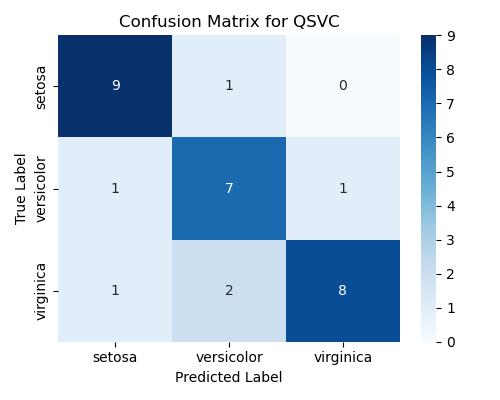 Confusion Matrix for QSVC
True Label
setosa
9 1 0
versicolor
1 7 1
virginica
1 2 8
setosa versicolor virginica
Predicted Label
9
8
7
6
5
4
3
2
1
0